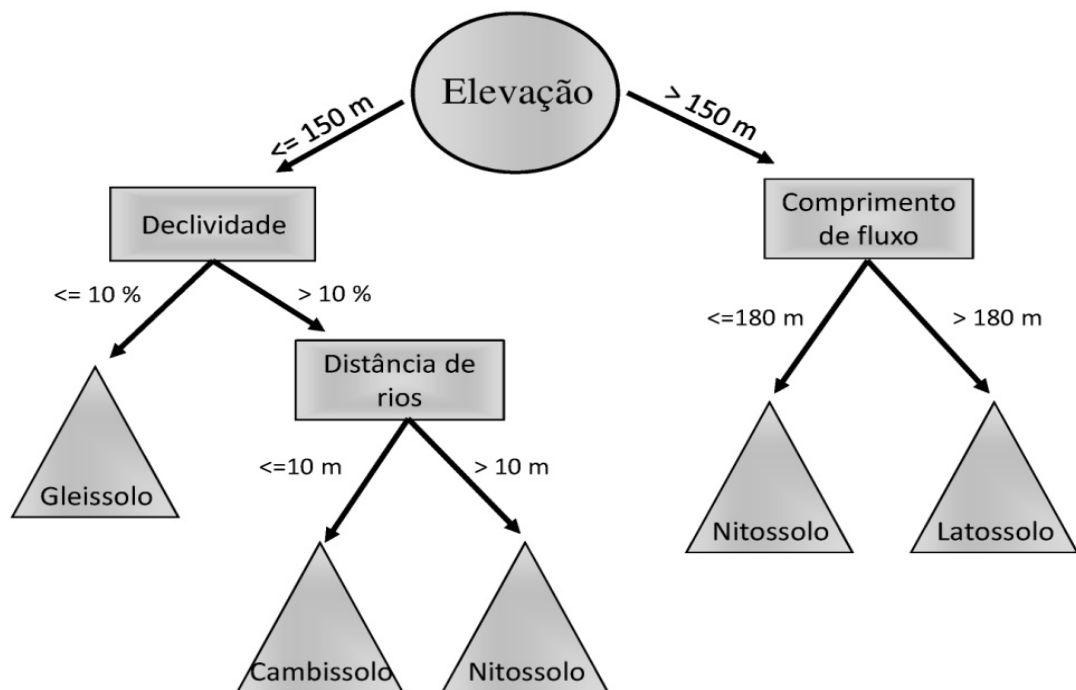 Elevação
<= 150 m
> 150 m
Declividade
Comprimento
de fluxo
<= 10 %
> 10 %
<=180 m
> 180 m
Distância de
rios
Gleissolo
<=10 m
> 10 m
Nitossolo
Latossolo
Cambissolo
Nitossolo